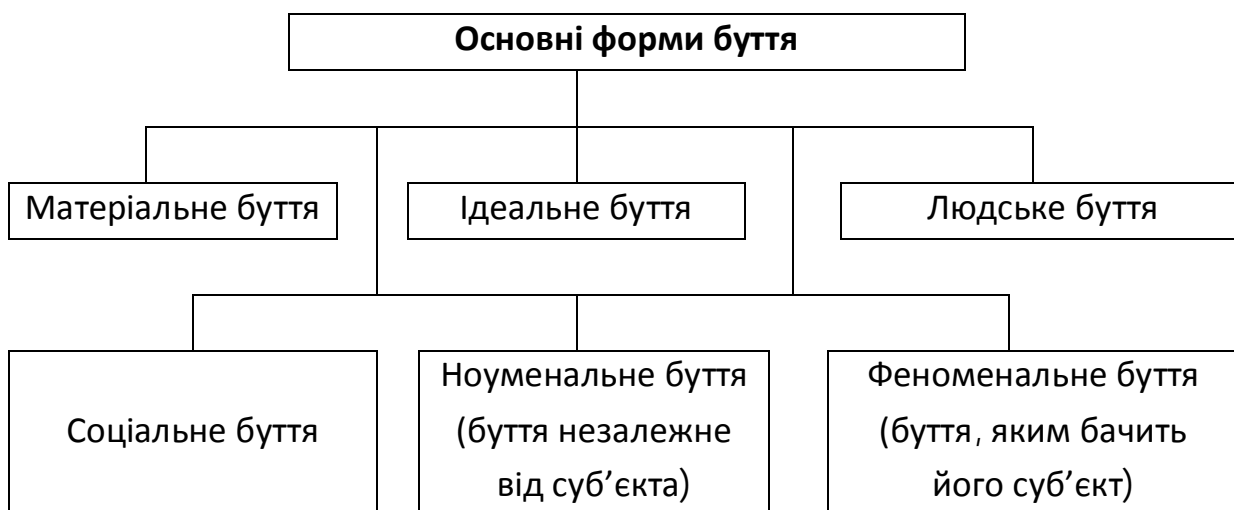 Основні форми буття
Матеріальне буття
Ідеальне буття
Людське буття
Соціальне буття
Ноуменальне буття
(буття незалежне
від суб’єкта)
Феноменальне буття
(буття, яким бачить
його суб’єкт)